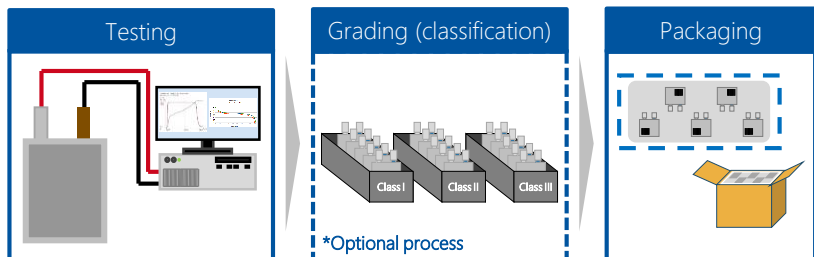 Testing
Grading (classification)
Packaging
Class I
Class II
Class III
*Optional process